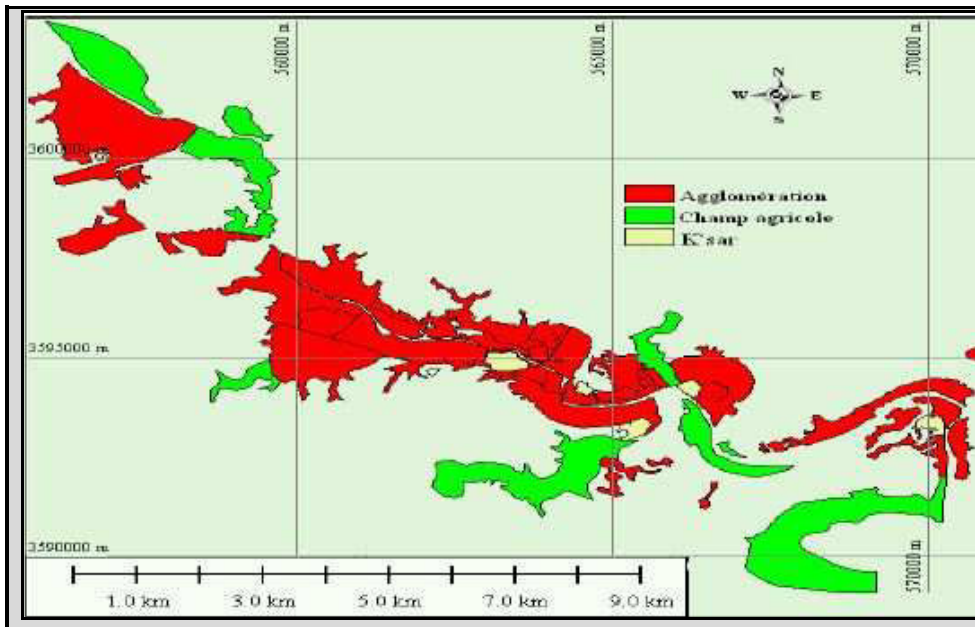 560000 m
565000 m
570000 m
N
W E
S
3600000 m
Agglomération
Champ agricole
K'sar
3595000 m
3590000 m
570000 m
1.0 km 3.0 km 5.0 km 7.0 km 9.0 km